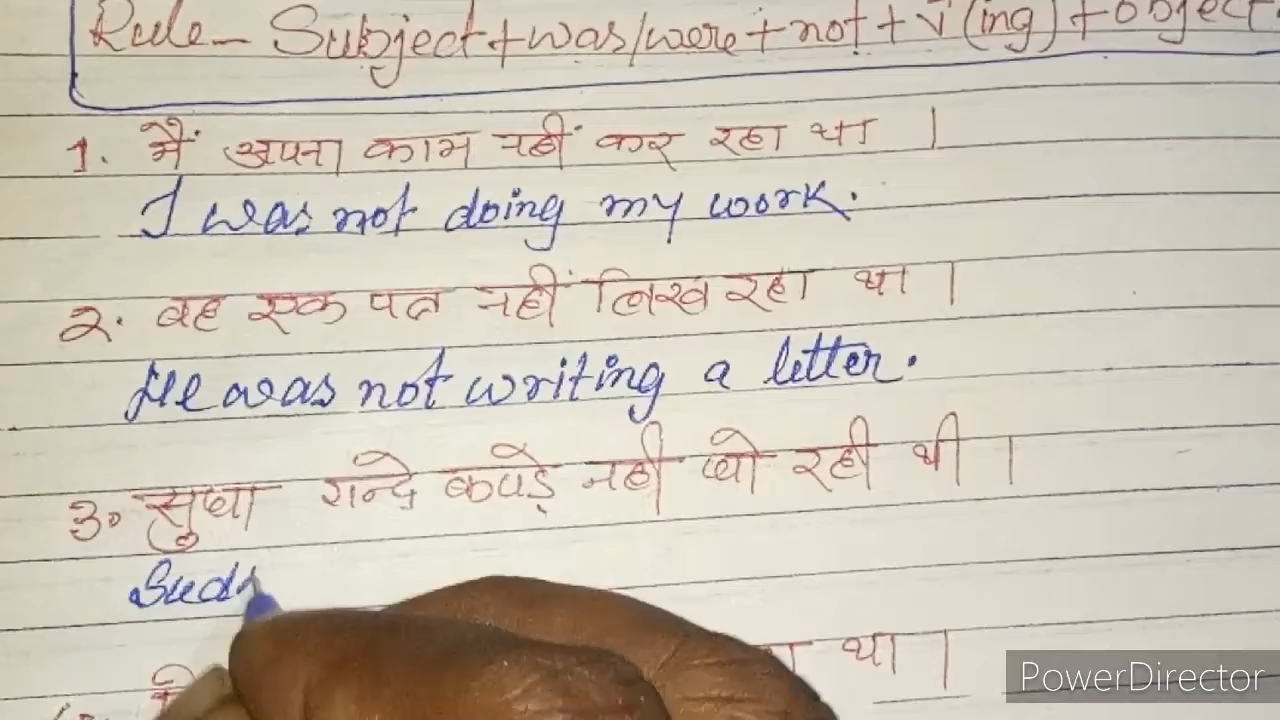 Rule- Subject+was/were+not+V(ing)+object
1. मैं अपना काम नहीं कर रहा था ।
I was not doing my work.
२. वह एक पत्र नहीं लिख रहा था ।
He was not writing a letter.
3. सुधा गन्दे कपड़े नही धो रही थी ।
Sud
था ।
PowerDirector